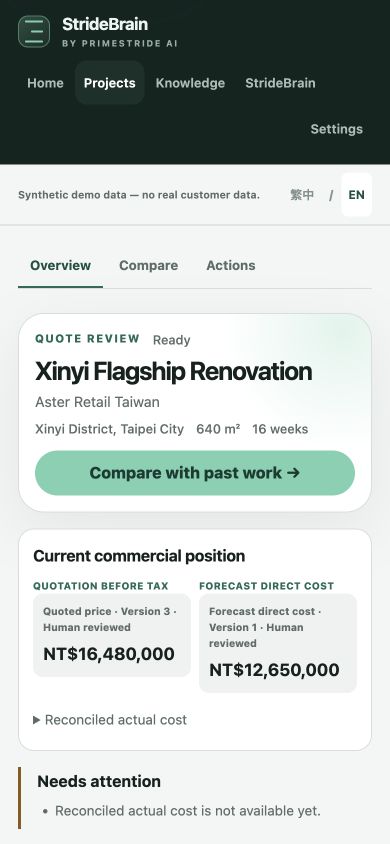 StrideBrain
BY PRIMESTRIDE AI
Home Projects Knowledge StrideBrain
Settings
Synthetic demo data — no real customer data. 繁中 / EN
Overview Compare Actions
QUOTE REVIEW Ready
Xinyi Flagship Renovation
Aster Retail Taiwan
Xinyi District, Taipei City 640 m² 16 weeks
Compare with past work →
Current commercial position
QUOTATION BEFORE TAX
Quoted price · Version 3 ·
Human reviewed
NT$16,480,000
FORECAST DIRECT COST
Forecast direct cost ·
Version 1 · Human
reviewed
NT$12,650,000
▶ Reconciled actual cost
Needs attention
• Reconciled actual cost is not available yet.